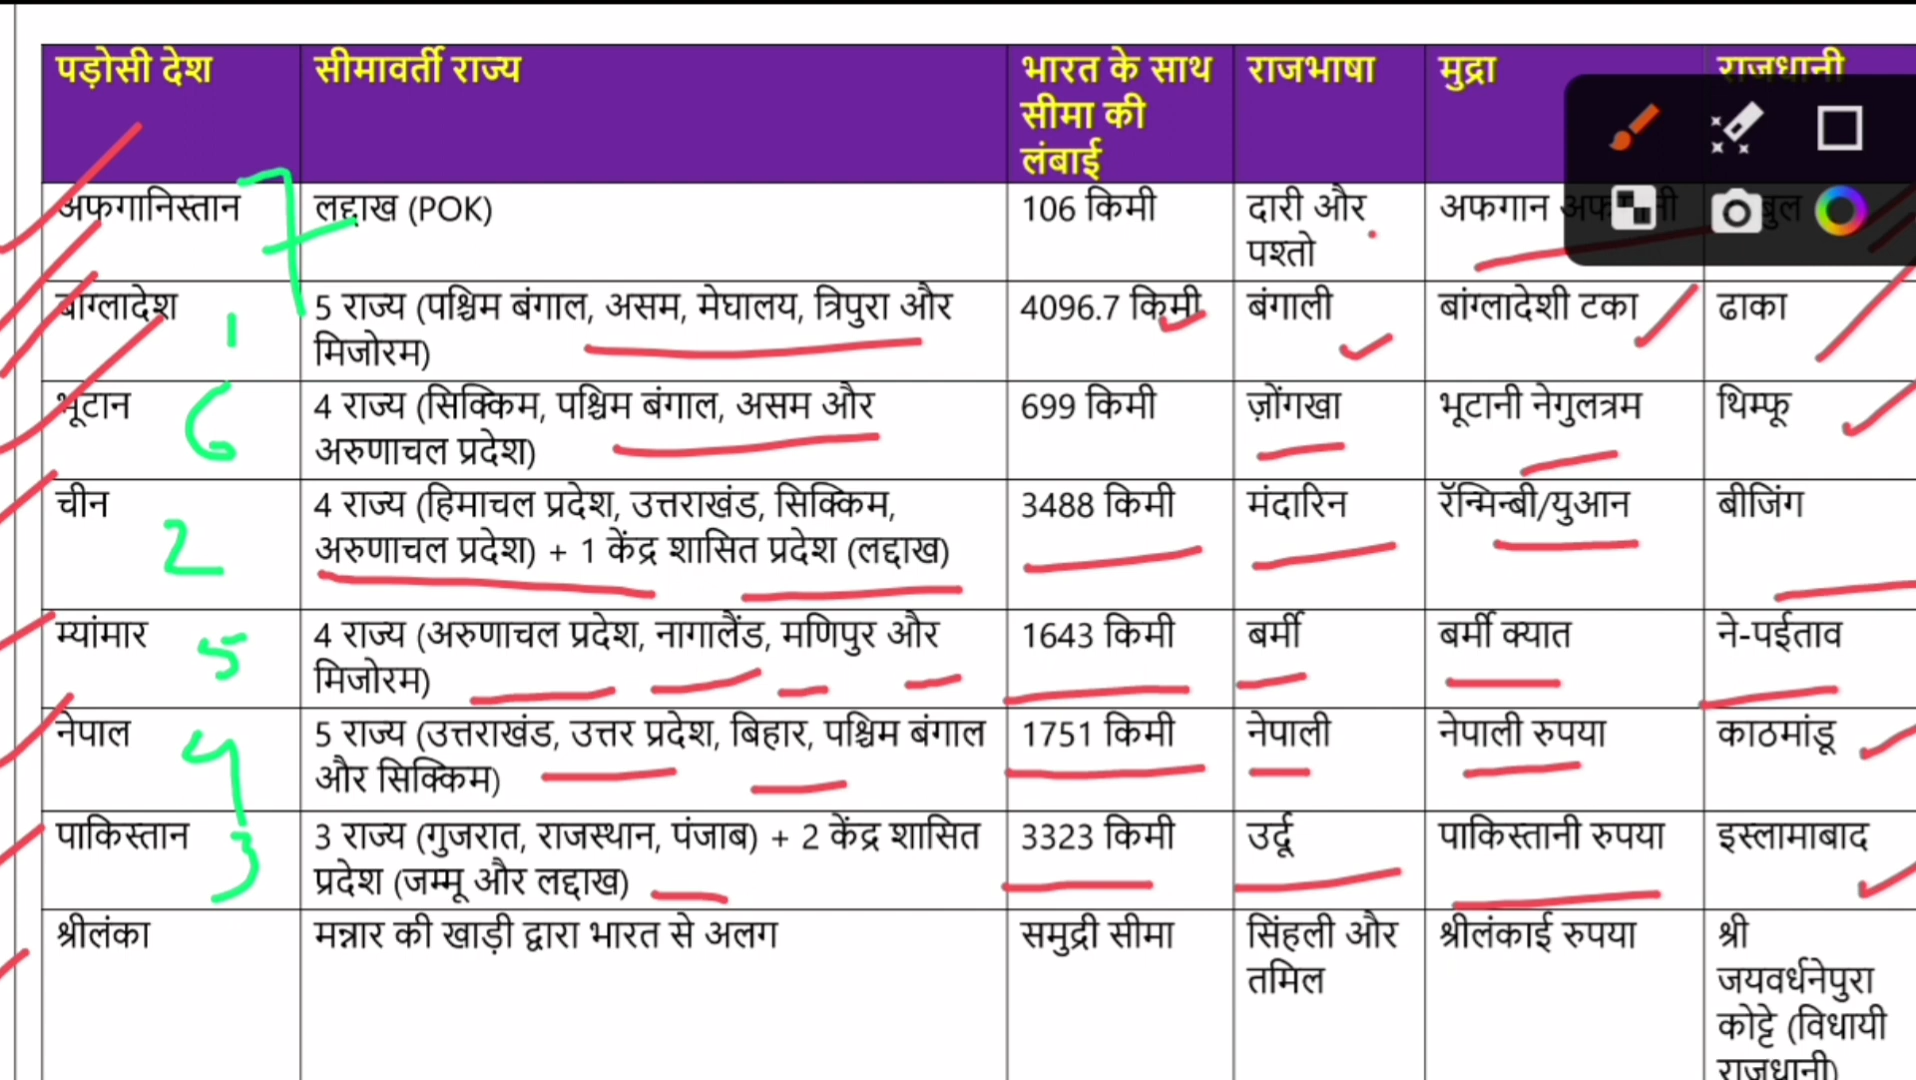 पड़ोसी देश
सीमावर्ती राज्य
भारत के साथ
सीमा की
लंबाई
राजभाषा
मुद्रा
राजधानी
अफगानिस्तान
लद्दाख (POK)
106 किमी
दारी और
पश्तो
अफगान
7
बांग्लादेश
1
5 राज्य (पश्चिम बंगाल, असम, मेघालय, त्रिपुरा और
मिजोरम)
4096.7 किमी
बंगाली
बांग्लादेशी टका
ढाका
भूटान
6
4 राज्य (सिक्किम, पश्चिम बंगाल, असम और
अरुणाचल प्रदेश)
699 किमी
ज़ोंगखा
भूटानी नेगुलत्रम
थिम्फू
चीन
2
4 राज्य (हिमाचल प्रदेश, उत्तराखंड, सिक्किम,
अरुणाचल प्रदेश) + 1 केंद्र शासित प्रदेश (लद्दाख)
3488 किमी
मंदारिन
रॅन्मिन्बी/युआन
बीजिंग
म्यांमार
5
4 राज्य (अरुणाचल प्रदेश, नागालैंड, मणिपुर और
मिजोरम)
1643 किमी
बर्मी
बर्मी क्यात
ने-पईताव
नेपाल
4
5 राज्य (उत्तराखंड, उत्तर प्रदेश, बिहार, पश्चिम बंगाल
और सिक्किम)
1751 किमी
नेपाली
नेपाली रुपया
काठमांडू
पाकिस्तान
3
3 राज्य (गुजरात, राजस्थान, पंजाब) + 2 केंद्र शासित
प्रदेश (जम्मू और लद्दाख)
3323 किमी
उर्दू
पाकिस्तानी रुपया
इस्लामाबाद
श्रीलंका
मन्नार की खाड़ी द्वारा भारत से अलग
समुद्री सीमा
सिंहली और
तमिल
श्रीलंकाई रुपया
श्री
जयवर्धनेपुरा
कोट्टे (विधायी
राजधानी)